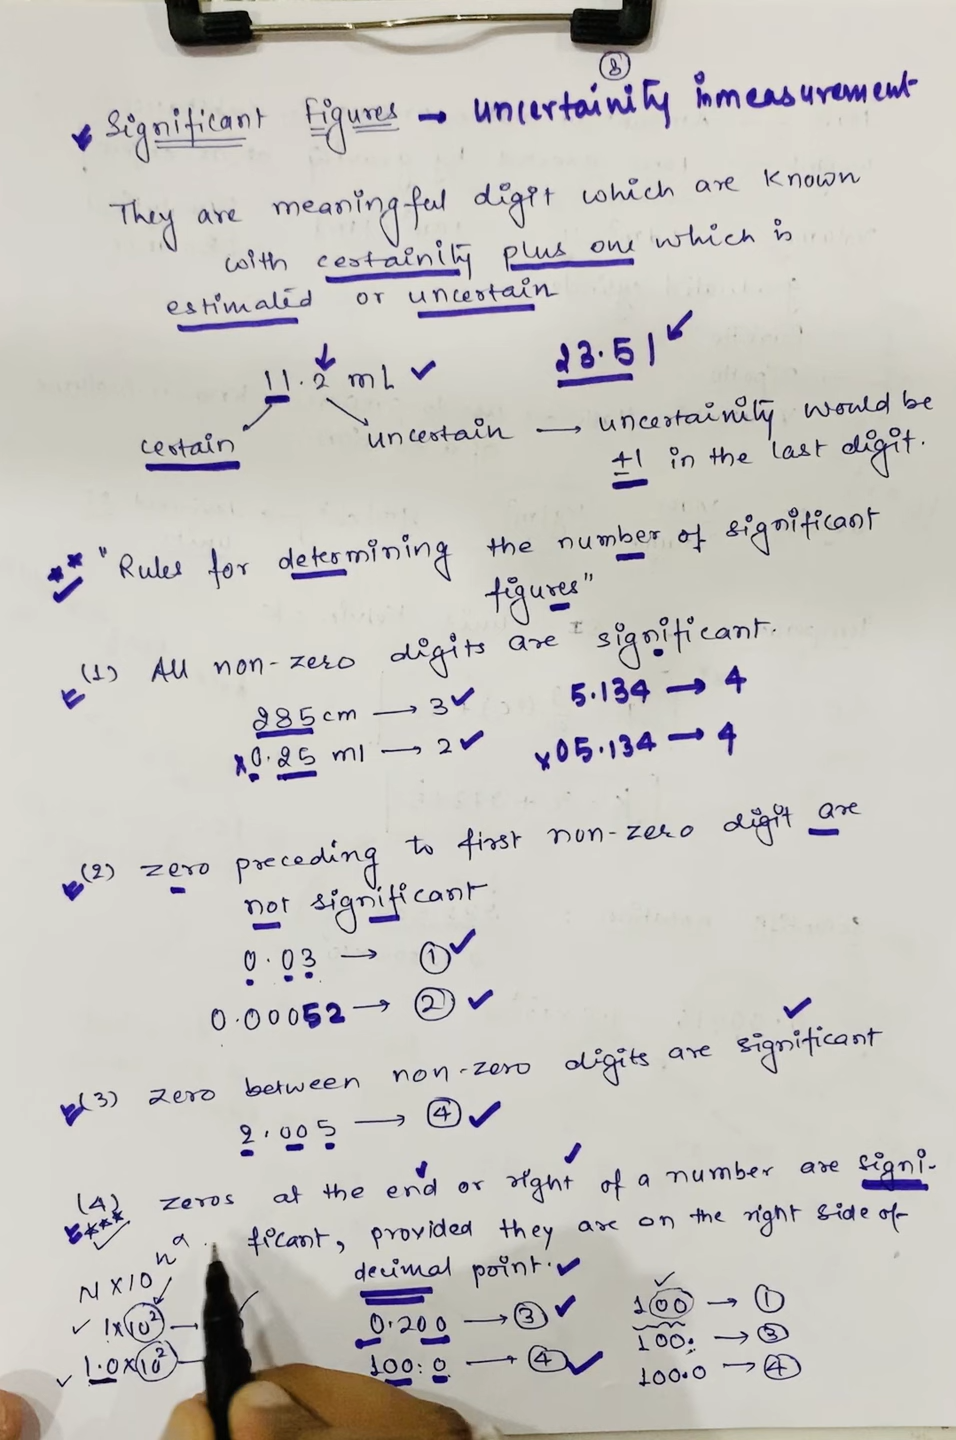 8
Significant Figures → uncertainity in measurement
They are meaningful digit which are known
with certainity plus one which is
estimated or uncertain
11.2 mL ✓ 23.51
certain uncertain → uncertainity would be
±1 in the last digit.
** "Rules for determining the number of significant
figures"
(1) All non-zero digits are significant.
285 cm → 3 ✓ 5.134 → 4
x0.25 ml → 2 ✓ x05.134 → 4
(2) zero preceding to first non-zero digit are
not significant
0.03 → 1 ✓
0.00052 → 2 ✓
(3) zero between non-zero digits are significant ✓
2.005 → 4 ✓
(4) zeros at the end or right of a number are signi-
*** ficant, provided they are on the right side of
N×10ⁿ decimal point. ✓
✓ 1×10² → 0.200 → 3 ✓ 100 → 1
✓ 1.0×10² → 100.0 → 4 ✓ 100. → 3
100.0 → 4